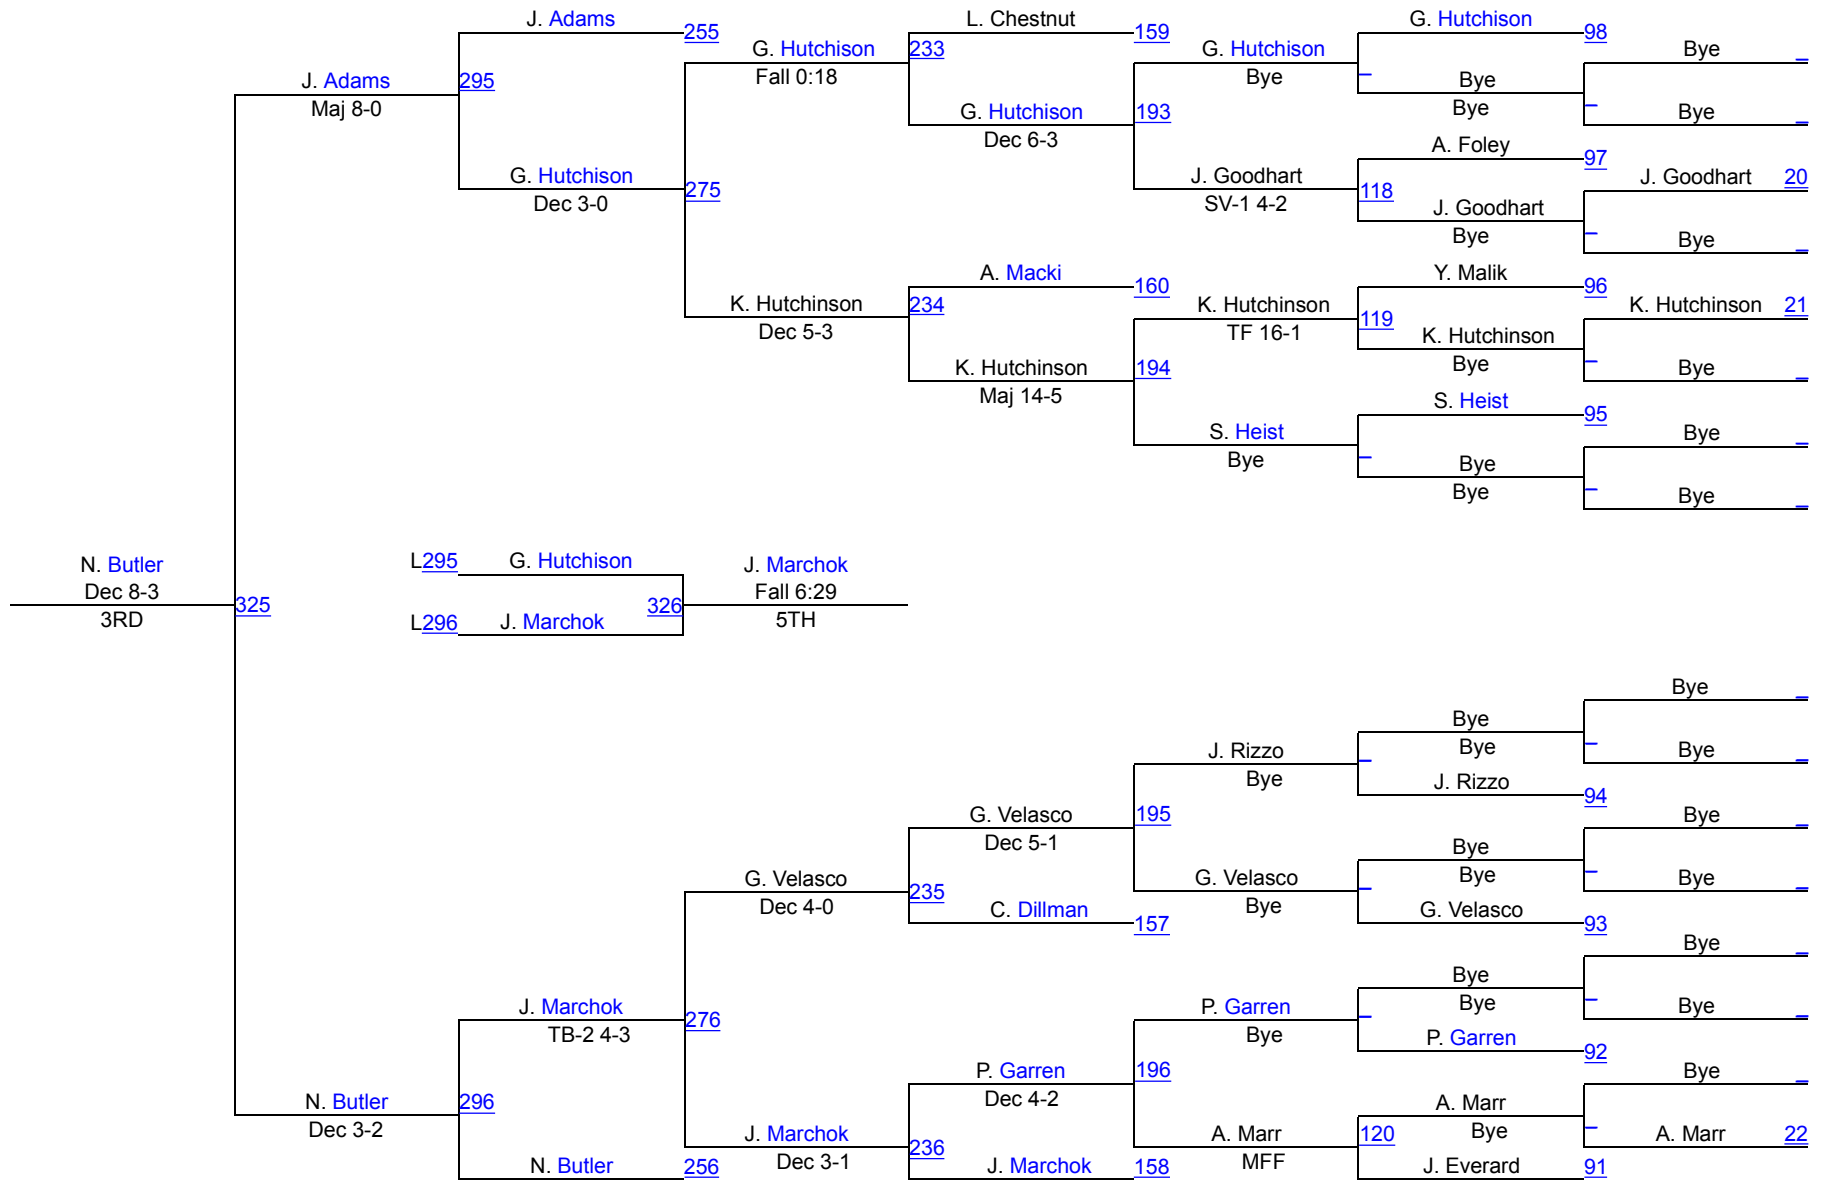 J. Adams
255
J. Adams
Maj 8-0
295
G. Hutchison
Dec 3-0
G. Hutchison
Fall 0:18
275
K. Hutchinson
Dec 5-3
L. Chestnut
159
233
G. Hutchison
Dec 6-3
A. Macki
160
234
K. Hutchinson
Maj 14-5
G. Hutchison
Bye
193
J. Goodhart
SV-1 4-2
K. Hutchinson
TF 16-1
194
S. Heist
Bye
G. Hutchison
98
Bye
Bye
A. Foley
97
118
J. Goodhart
Bye
Y. Malik
96
119
K. Hutchinson
Bye
S. Heist
95
Bye
Bye
Bye
Bye
J. Goodhart 20
Bye
K. Hutchinson 21
Bye
Bye
Bye
N. Butler
Dec 8-3
3RD
325
L295 G. Hutchison
L296 J. Marchok
326
J. Marchok
Fall 6:29
5TH
N. Butler
Dec 3-2
J. Marchok
TB-2 4-3
296
N. Butler
256
G. Velasco
Dec 4-0
276
J. Marchok
Dec 3-1
G. Velasco
Dec 5-1
235
C. Dillman
157
P. Garren
Dec 4-2
236
J. Marchok
158
J. Rizzo
Bye
195
G. Velasco
Bye
P. Garren
Bye
196
A. Marr
MFF
Bye
Bye
J. Rizzo
94
Bye
Bye
G. Velasco
93
Bye
Bye
P. Garren
92
A. Marr
Bye
120
J. Everard
91
Bye
Bye
Bye
Bye
Bye
Bye
Bye
A. Marr 22